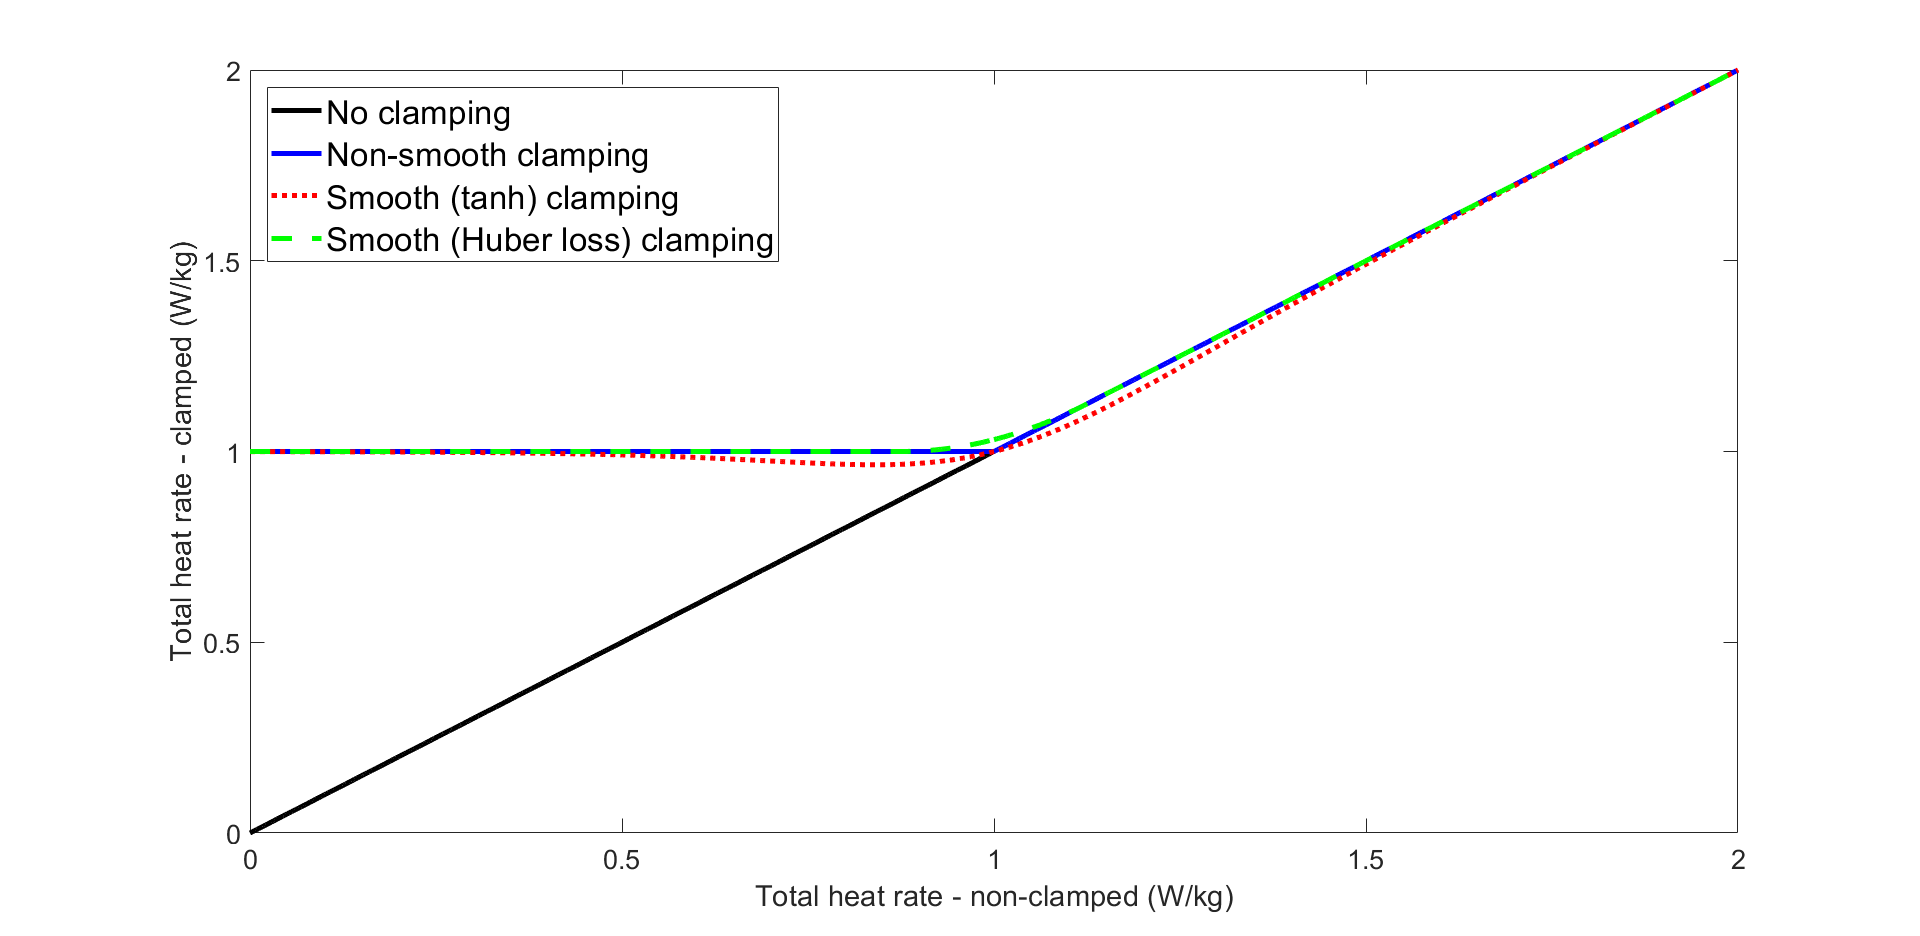 No clamping
Non-smooth clamping
Smooth (tanh) clamping
Smooth (Huber loss) clamping
Total heat rate - clamped (W/kg)
2
1.5
1
0.5
0
0
0.5
1
1.5
2
Total heat rate - non-clamped (W/kg)